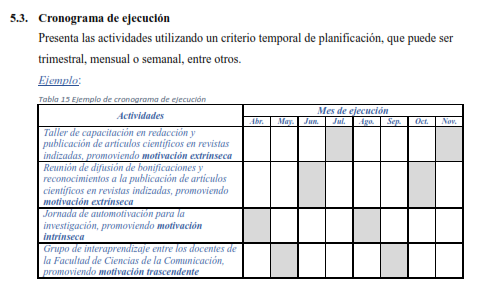 5.3. Cronograma de ejecución
Presenta las actividades utilizando un criterio temporal de planificación, que puede ser
trimestral, mensual o semanal, entre otros.
Ejemplo:
Tabla 15 Ejemplo de cronograma de ejecución
Actividades
Mes de ejecución
Abr. May. Jun. Jul. Ago. Sep. Oct. Nov.
Taller de capacitación en redacción y
publicación de artículos científicos en revistas
indizadas, promoviendo motivación extrínseca
Reunión de difusión de bonificaciones y
reconocimientos a la publicación de artículos
científicos en revistas indizadas, promoviendo
motivación extrínseca
Jornada de automotivación para la
investigación, promoviendo motivación
intrínseca
Grupo de interaprendizaje entre los docentes de
la Facultad de Ciencias de la Comunicación,
promoviendo motivación trascendente